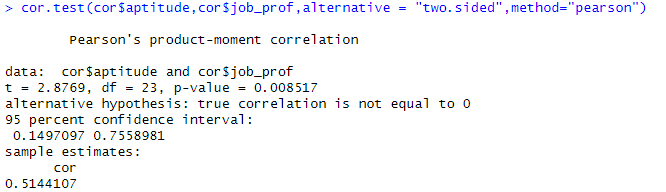 > cor.test(cor$aptitude,cor$job_prof,alternative = "two.sided",method="pearson")
Pearson's product-moment correlation
data:  cor$aptitude and cor$job_prof
t = 2.8769, df = 23, p-value = 0.008517
alternative hypothesis: true correlation is not equal to 0
95 percent confidence interval:
0.1497097 0.7558981
sample estimates:
cor
0.5144107